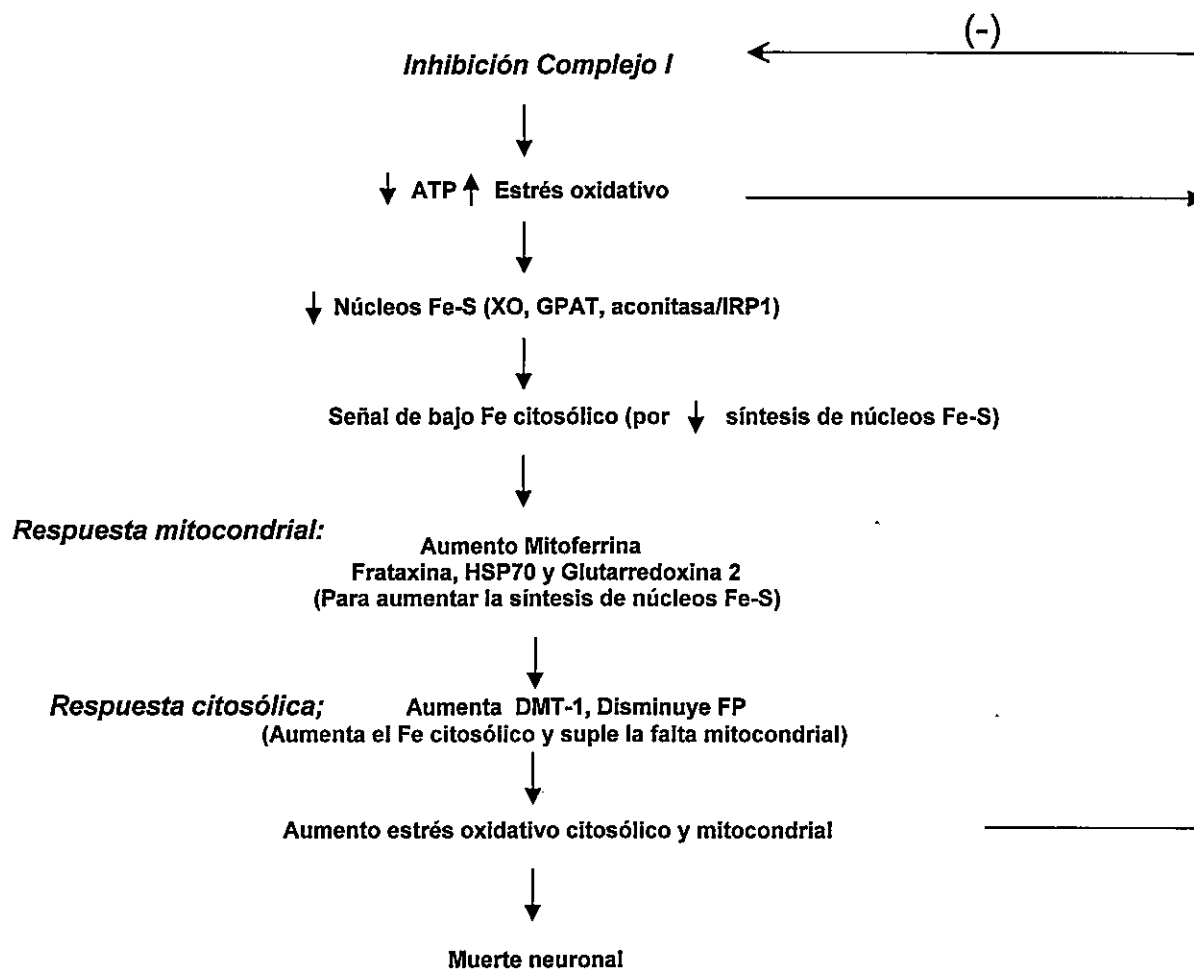 (-)
Inhibición Complejo I
↓ ATP ↑ Estrés oxidativo
↓ Núcleos Fe-S (XO, GPAT, aconitasa/IRP1)
Señal de bajo Fe citosólico (por ↓ síntesis de núcleos Fe-S)
Respuesta mitocondrial:
Aumento Mitoferrina
Frataxina, HSP70 y Glutarredoxina 2
(Para aumentar la síntesis de núcleos Fe-S)
Respuesta citosólica; Aumenta DMT-1, Disminuye FP
(Aumenta el Fe citosólico y suple la falta mitocondrial)
Aumento estrés oxidativo citosólico y mitocondrial
Muerte neuronal